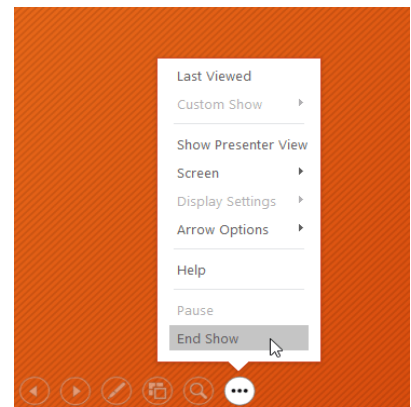 Last Viewed
Custom Show
Show Presenter View
Screen
Display Settings
Arrow Options
Help
Pause
End Show